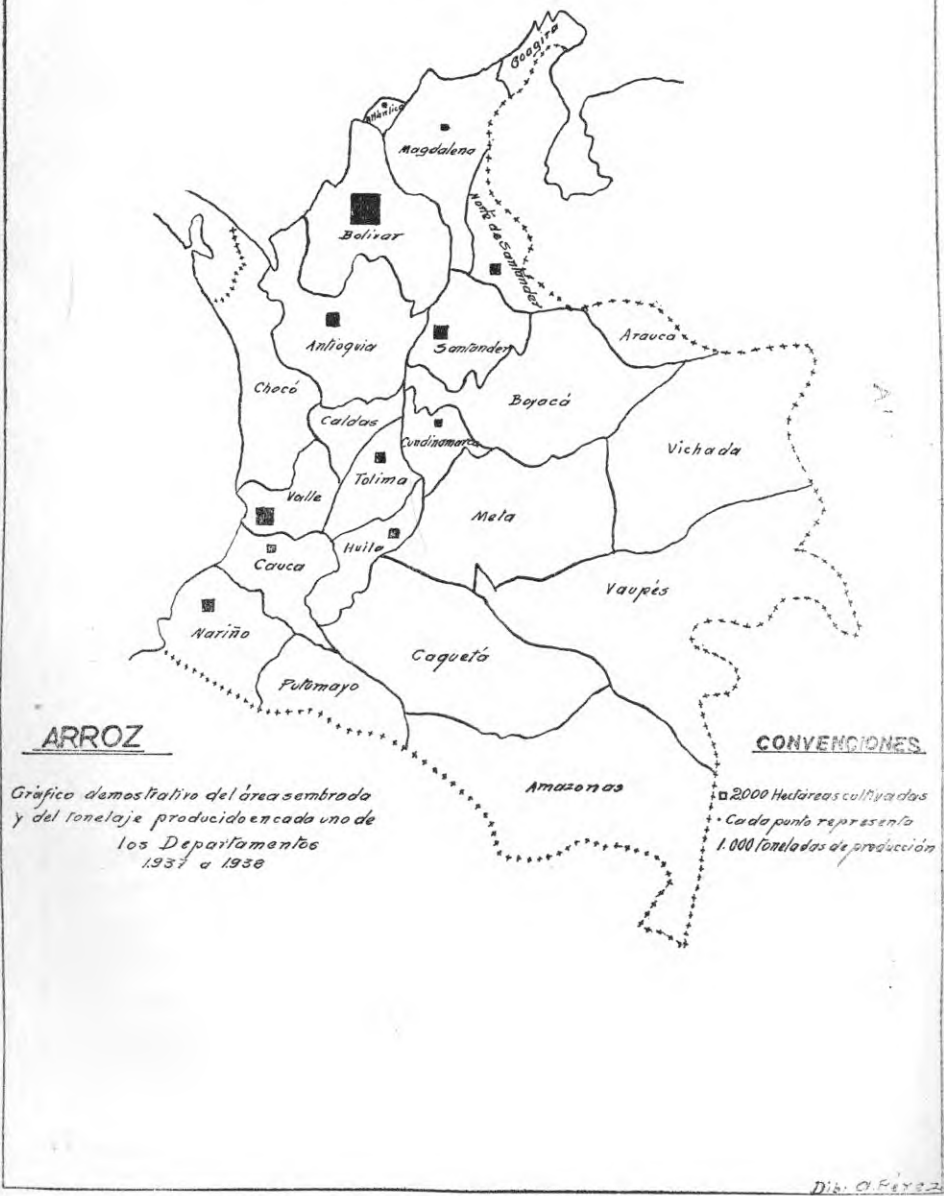 Goagira
Atlántico
Magdalena
Bolívar
Norte de Santander
Antioquia
Santander
Arauca
Chocó
Boyacá
Caldas
Cundinamarca
Vichada
Tolima
Valle
Meta
Huila
Cauca
Vaupés
Nariño
Caquetá
Putumayo
Amazonas
ARROZ
Gráfico demostrativo del área sembrada
y del tonelaje producido en cada uno de
los Departamentos
1937 a 1938
CONVENCIONES
2000 Hectáreas cultivadas
· Cada punto representa
1.000 toneladas de producción
Dib. A. Pérez